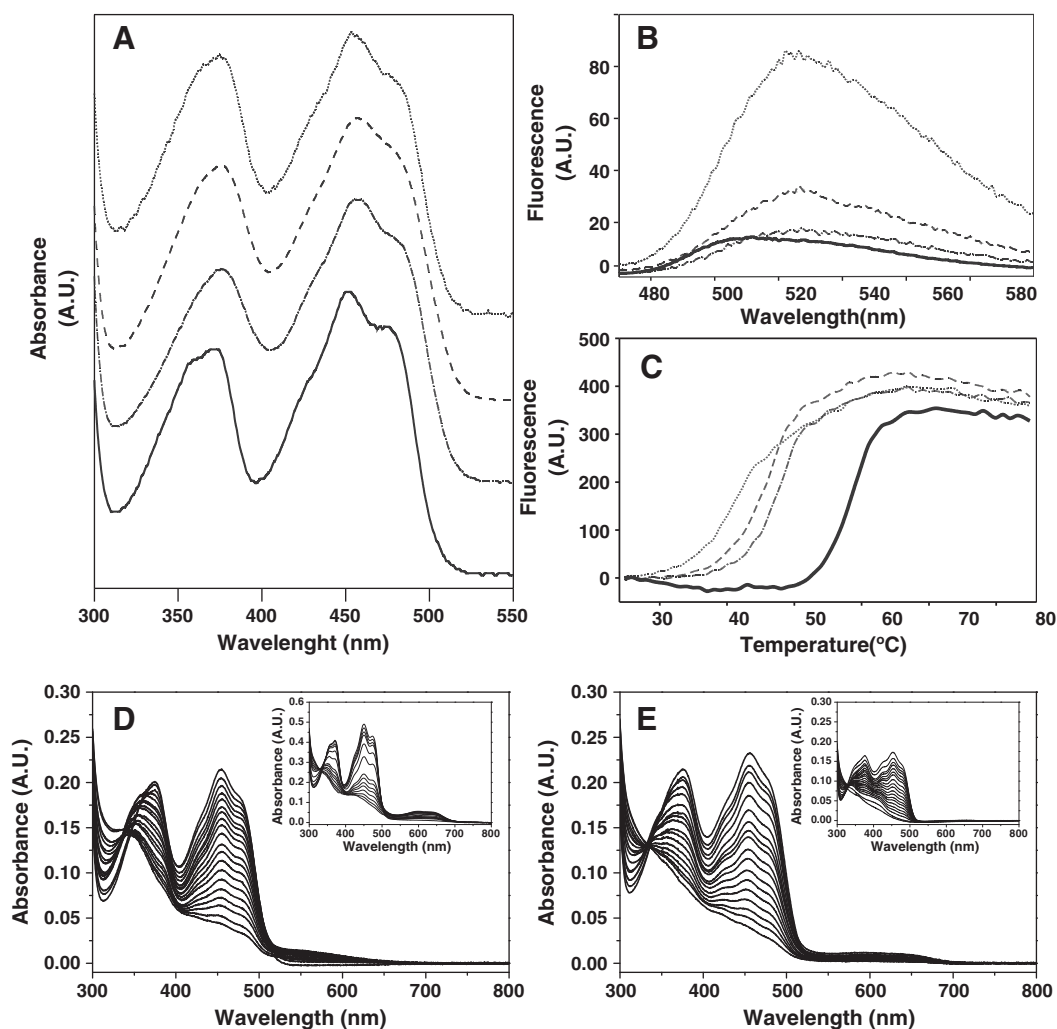 A
Absorbance
(A.U.)
300 350 400 450 500 550
Wavelenght (nm)
B
Fluorescence
(A.U.)
80
60
40
20
0
480 500 520 540 560 580
Wavelength(nm)
C
Fluorescence
(A.U.)
500
400
300
200
100
0
30 40 50 60 70 80
Temperature(ºC)
D
Absorbance (A.U.)
0.30
0.25
0.20
0.15
0.10
0.05
0.00
300 400 500 600 700 800
Wavelength (nm)
Absorbance (A.U.)
0.6
0.5
0.4
0.3
0.2
0.1
0.0
300 400 500 600 700 800
Wavelength (nm)
E
Absorbance (A.U.)
0.30
0.25
0.20
0.15
0.10
0.05
0.00
300 400 500 600 700 800
Wavelength (nm)
Absorbance (A.U.)
0.30
0.25
0.20
0.15
0.10
0.05
0.00
300 400 500 600 700 800
Wavelength (nm)